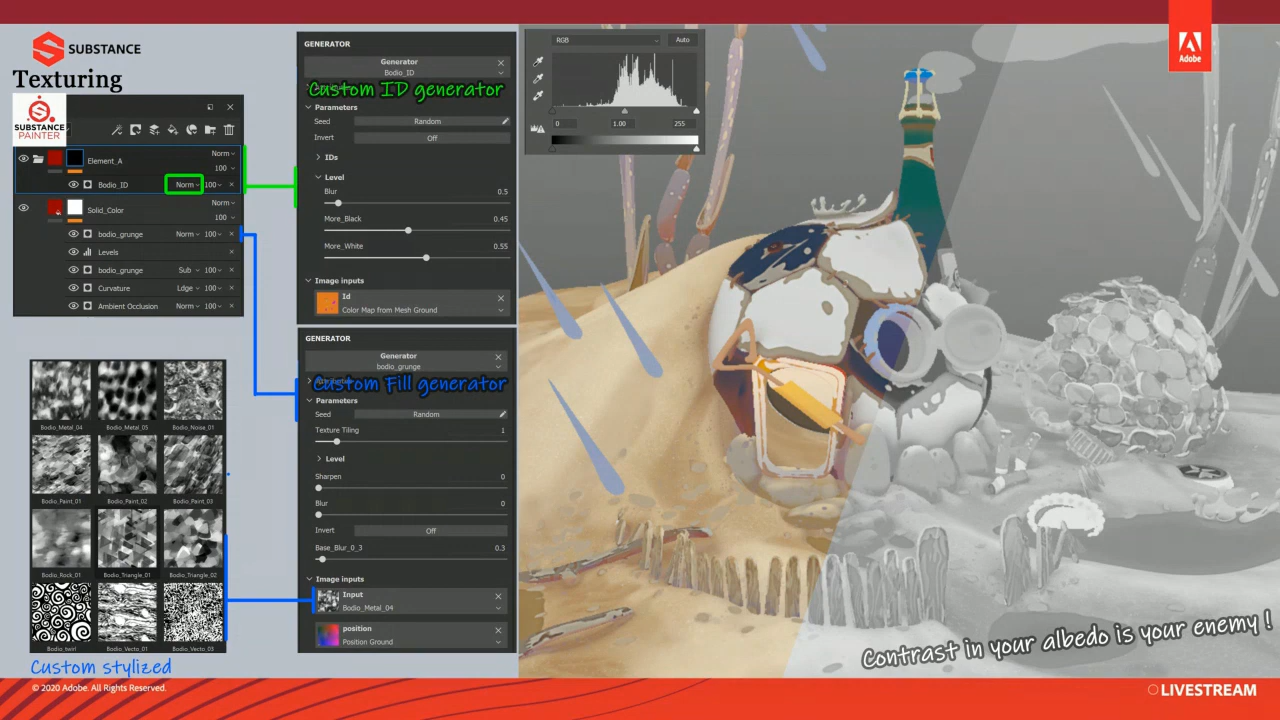 SUBSTANCE
Texturing
SUBSTANCE
PAINTER
Norm
Element_A
100
Bodio_ID
Norm
100
Norm
Solid_Color
100
bodio_grunge
Norm
100
Levels
bodio_grunge
Sub
100
Curvature
Ldge
100
Ambient Occlusion
Norm
100
Bodio_Metal_04
Bodio_Metal_05
Bodio_Noise_01
Bodio_Paint_01
Bodio_Paint_02
Bodio_Paint_03
Bodio_Rock_01
Bodio_Triangle_01
Bodio_Triangle_02
Bodio_twirl
Bodio_Vecto_01
Bodio_Vecto_03
Custom stylized
GENERATOR
Generator
Bodio_ID
Custom ID generator
Parameters
Seed
Random
Invert
Off
IDs
Level
Blur
0.5
More_Black
0.45
More_White
0.55
Image inputs
Id
Color Map from Mesh Ground
GENERATOR
Generator
bodio_grunge
Custom Fill generator
Parameters
Seed
Random
Texture Tiling
1
Level
Sharpen
0
Blur
0
Invert
Off
Base_Blur_0_3
0.3
Image inputs
Input
Bodio_Metal_04
position
Position Ground
RGB
Auto
0
1.00
255
Adobe
Contrast in your albedo is your enemy !
© 2020 Adobe. All Rights Reserved.
LIVESTREAM